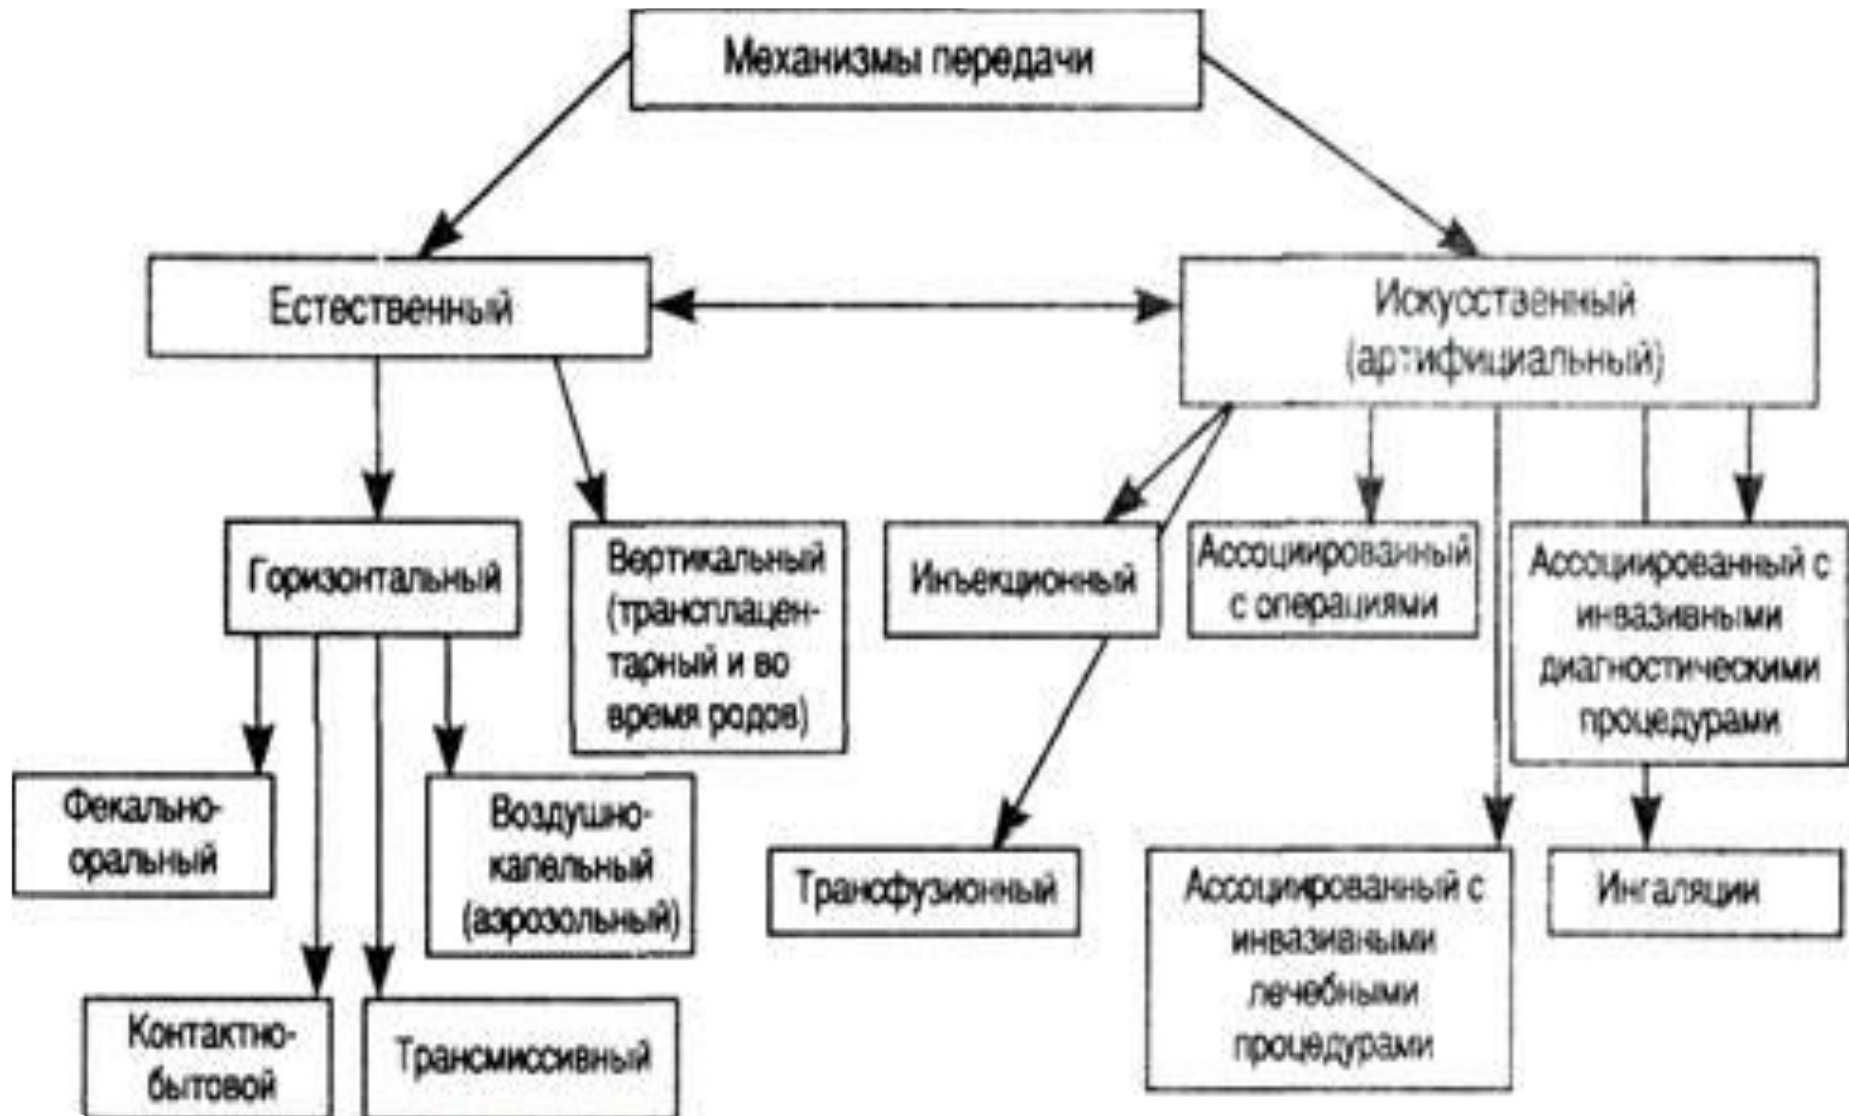 Механизмы передачи
Естественный
Искусственный
(артифициальный)
Горизонтальный
Вертикальный
(трансплацен-
тарный и во
время родов)
Инъекционный
Ассоциированный
с операциями
Ассоциированный с
инвазивными
диагностическими
процедурами
Фекально-
оральный
Воздушно-
капельный
(аэрозольный)
Трансфузионный
Ассоциированный с
инвазивными
лечебными
процедурами
Ингаляции
Контактно-
бытовой
Трансмиссивный